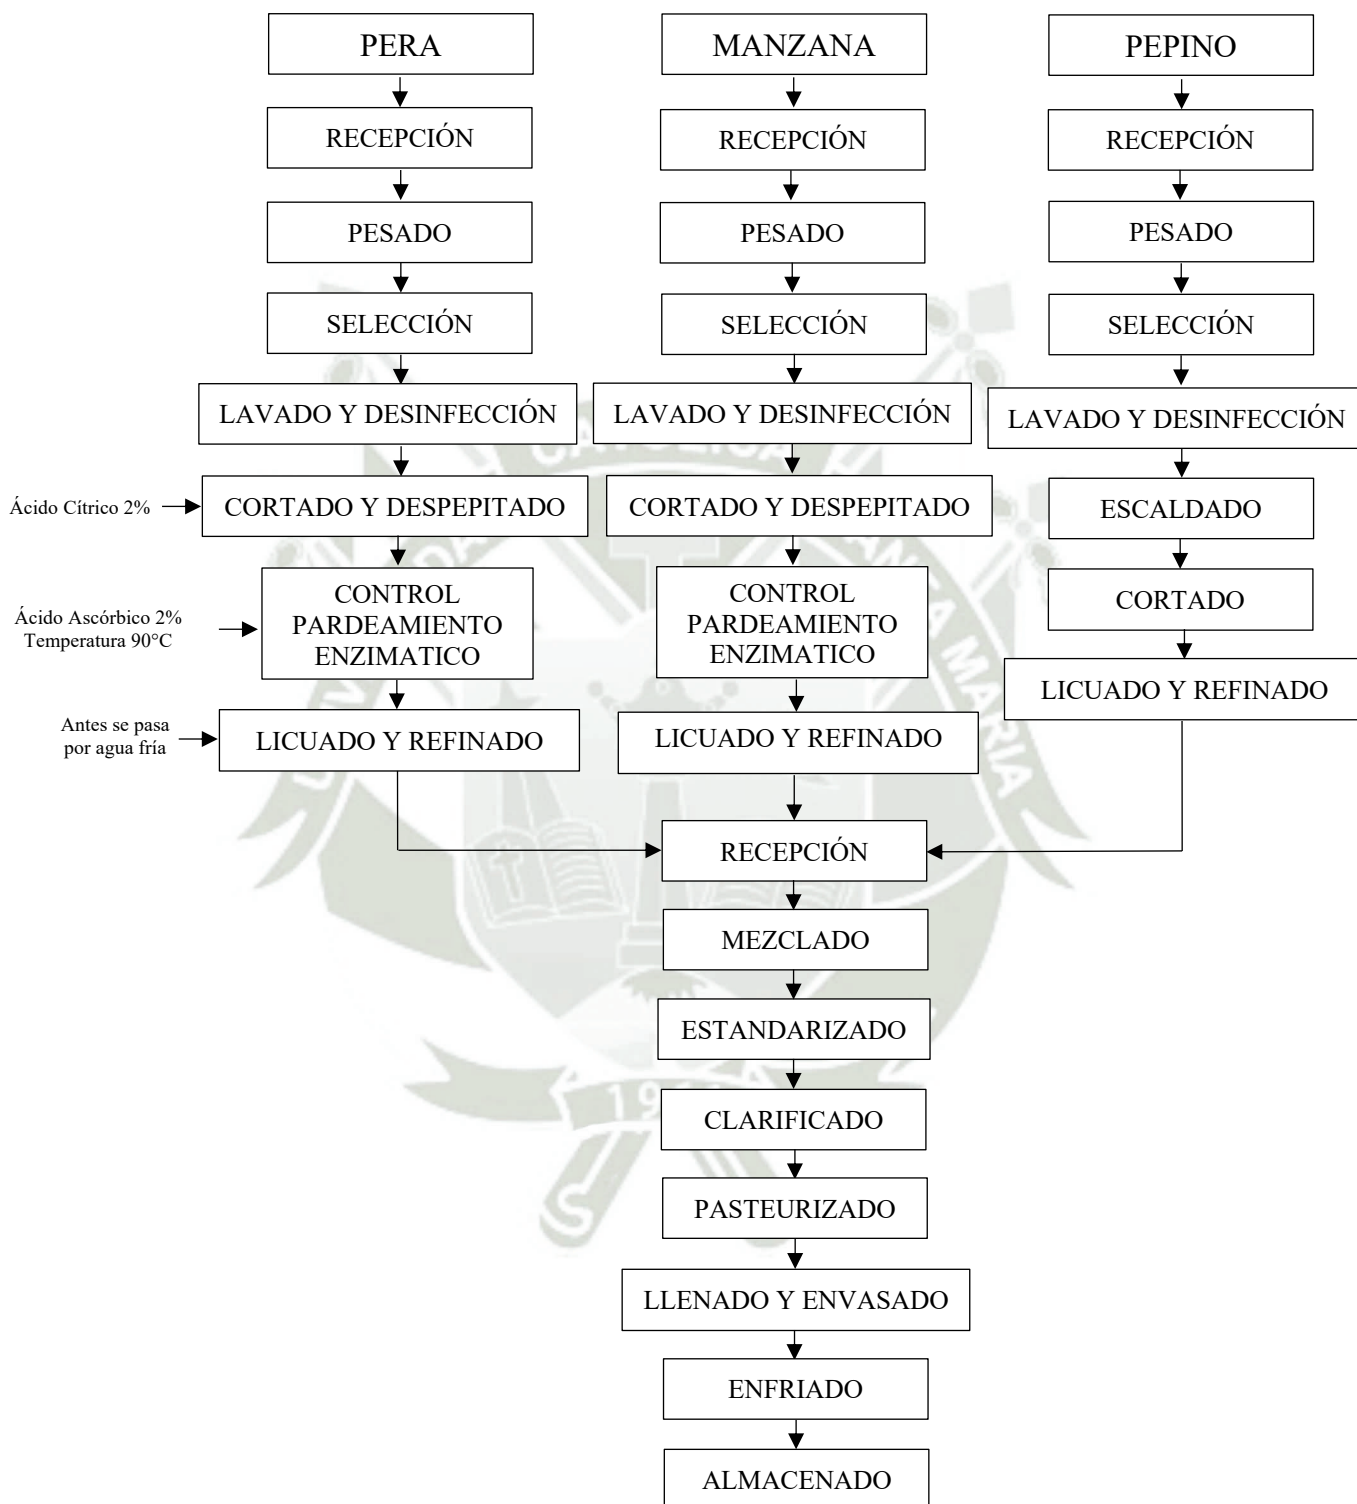 PERA
MANZANA
PEPINO
RECEPCIÓN
RECEPCIÓN
RECEPCIÓN
PESADO
PESADO
PESADO
SELECCIÓN
SELECCIÓN
SELECCIÓN
LAVADO Y DESINFECCIÓN
LAVADO Y DESINFECCIÓN
LAVADO Y DESINFECCIÓN
Ácido Cítrico 2%
CORTADO Y DESPEPITADO
CORTADO Y DESPEPITADO
ESCALDADO
Ácido Ascórbico 2%
Temperatura 90°C
CONTROL
PARDEAMIENTO
ENZIMATICO
CONTROL
PARDEAMIENTO
ENZIMATICO
CORTADO
LICUADO Y REFINADO
Antes se pasa
por agua fría
LICUADO Y REFINADO
LICUADO Y REFINADO
RECEPCIÓN
MEZCLADO
ESTANDARIZADO
CLARIFICADO
PASTEURIZADO
LLENADO Y ENVASADO
ENFRIADO
ALMACENADO
MARIA